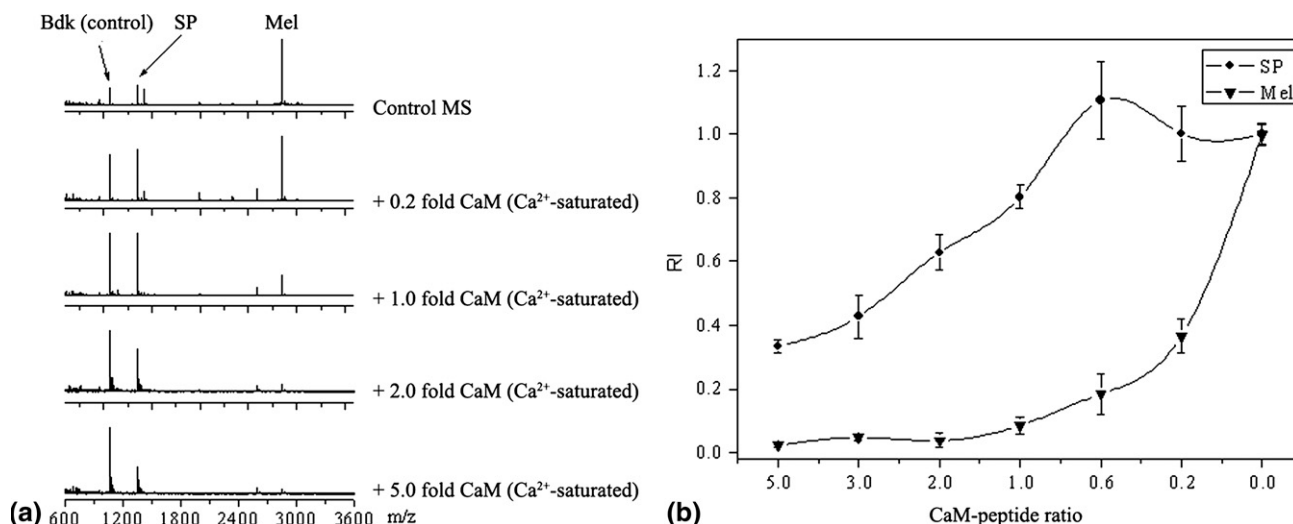 Bdk (control) SP Mel
Control MS
+ 0.2 fold CaM (Ca²⁺-saturated)
+ 1.0 fold CaM (Ca²⁺-saturated)
+ 2.0 fold CaM (Ca²⁺-saturated)
+ 5.0 fold CaM (Ca²⁺-saturated)
(a)
600 1200 1800 2400 3000 3600 m/z
SP
Mel
1.2
1.0
0.8
0.6
0.4
0.2
0.0
RI
5.0 3.0 2.0 1.0 0.6 0.2 0.0
(b) CaM-peptide ratio